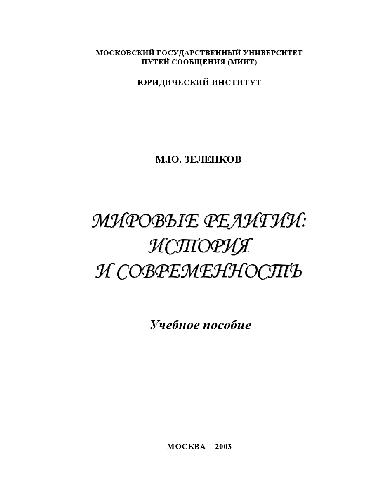 МОСКОВСКИЙ ГОСУДАРСТВЕННЫЙ УНИВЕРСИТЕТ
ПУТЕЙ СООБЩЕНИЯ (МИИТ)
ЮРИДИЧЕСКИЙ ИНСТИТУТ
М.Ю. ЗЕЛЕНКОВ
МИРОВЫЕ РЕЛИГИИ:
ИСТОРИЯ
И СОВРЕМЕННОСТЬ
Учебное пособие
МОСКВА – 2003